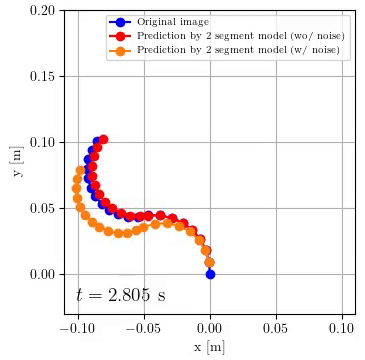 0.20
Original image
Prediction by 2 segment model (wo/ noise)
Prediction by 2 segment model (w/ noise)
0.15
0.10
y [m]
0.05
0.00
t = 2.805 s
−0.10 −0.05 0.00 0.05 0.10
x [m]